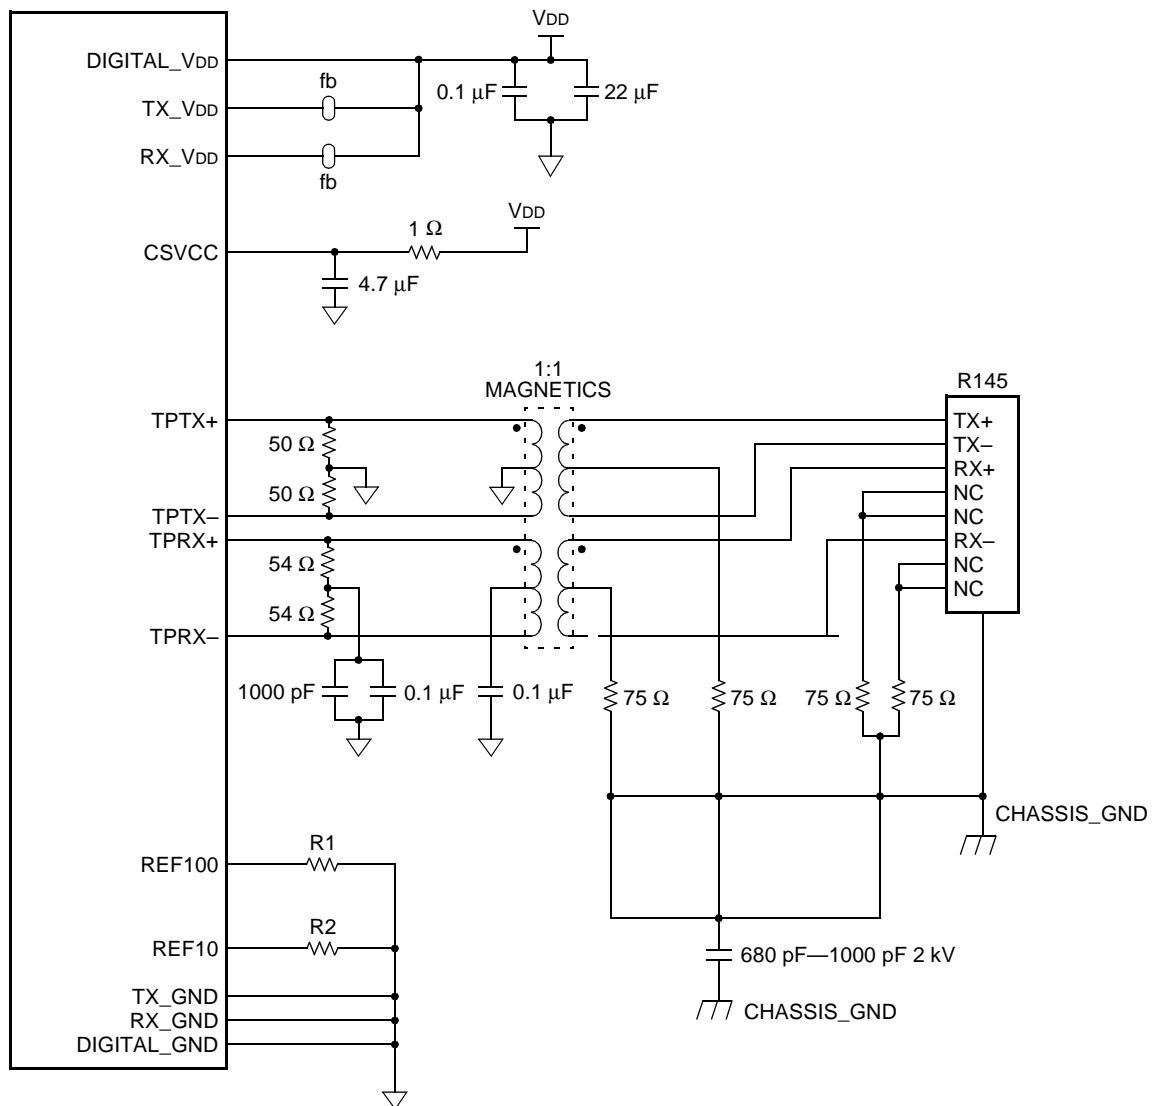 VDD
DIGITAL_VDD
fb
0.1 μF
22 μF
TX_VDD
RX_VDD
fb
VDD
1 Ω
CSVCC
4.7 μF
1:1
MAGNETICS
R145
TPTX+
TX+
50 Ω
TX–
RX+
50 Ω
NC
TPTX–
NC
TPRX+
RX–
54 Ω
NC
NC
54 Ω
TPRX–
1000 pF
0.1 μF
0.1 μF
75 Ω
75 Ω
75 Ω
75 Ω
CHASSIS_GND
R1
REF100
R2
REF10
680 pF—1000 pF 2 kV
TX_GND
CHASSIS_GND
RX_GND
DIGITAL_GND